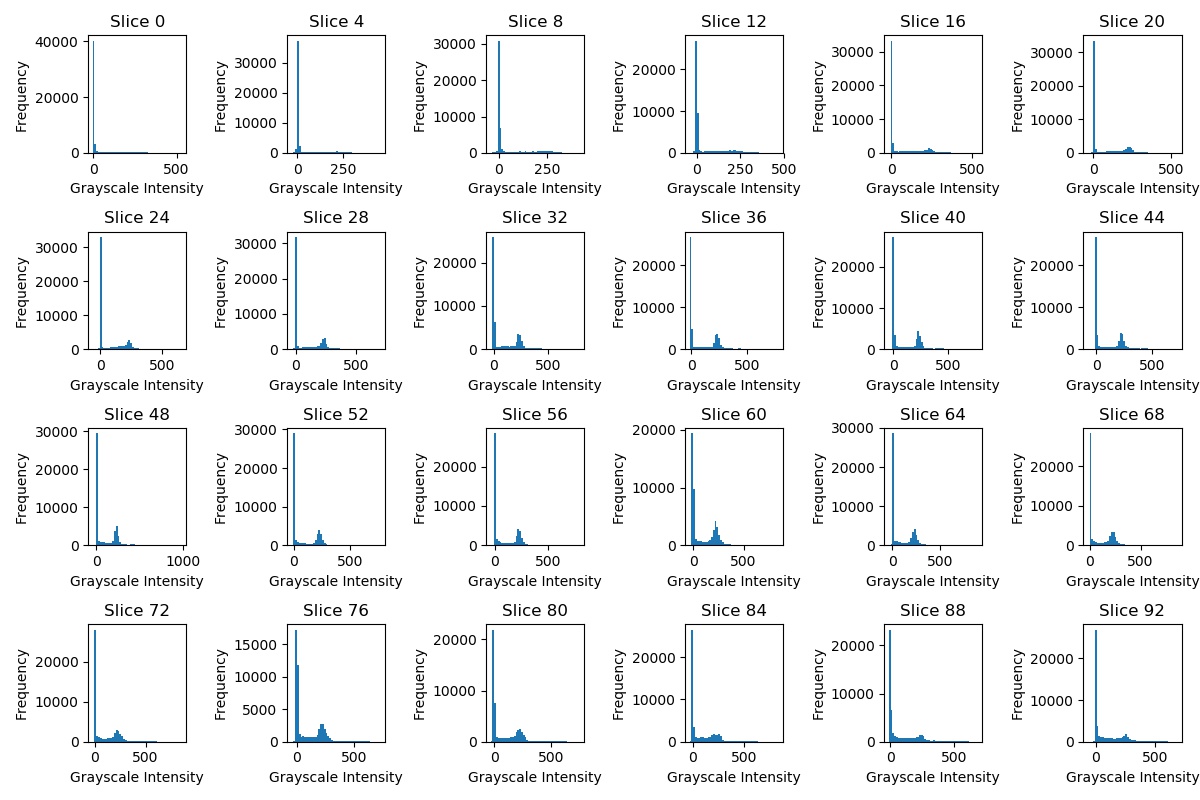 Slice 0 Slice 4 Slice 8 Slice 12 Slice 16 Slice 20
Frequency Frequency Frequency Frequency Frequency Frequency
40000 20000 0
30000 20000 10000 0
30000 20000 10000 0
20000 10000 0
30000 20000 10000 0
30000 20000 10000 0
0 500 0 250 0 250 0 250 500 0 500 0 500
Grayscale Intensity Grayscale Intensity Grayscale Intensity Grayscale Intensity Grayscale Intensity Grayscale Intensity
Slice 24 Slice 28 Slice 32 Slice 36 Slice 40 Slice 44
Frequency Frequency Frequency Frequency Frequency Frequency
30000 20000 10000 0
30000 20000 10000 0
20000 10000 0
20000 10000 0
20000 10000 0
20000 10000 0
0 500 0 500 0 500 0 500 0 500 0 500
Grayscale Intensity Grayscale Intensity Grayscale Intensity Grayscale Intensity Grayscale Intensity Grayscale Intensity
Slice 48 Slice 52 Slice 56 Slice 60 Slice 64 Slice 68
Frequency Frequency Frequency Frequency Frequency Frequency
30000 20000 10000 0
30000 20000 10000 0
20000 10000 0
20000 10000 0
30000 20000 10000 0
20000 10000 0
0 1000 0 500 0 500 0 500 0 500 0 500
Grayscale Intensity Grayscale Intensity Grayscale Intensity Grayscale Intensity Grayscale Intensity Grayscale Intensity
Slice 72 Slice 76 Slice 80 Slice 84 Slice 88 Slice 92
Frequency Frequency Frequency Frequency Frequency Frequency
20000 10000 0
15000 10000 5000 0
20000 10000 0
20000 10000 0
20000 10000 0
20000 10000 0
0 500 0 500 0 500 0 500 0 500 0 500
Grayscale Intensity Grayscale Intensity Grayscale Intensity Grayscale Intensity Grayscale Intensity Grayscale Intensity